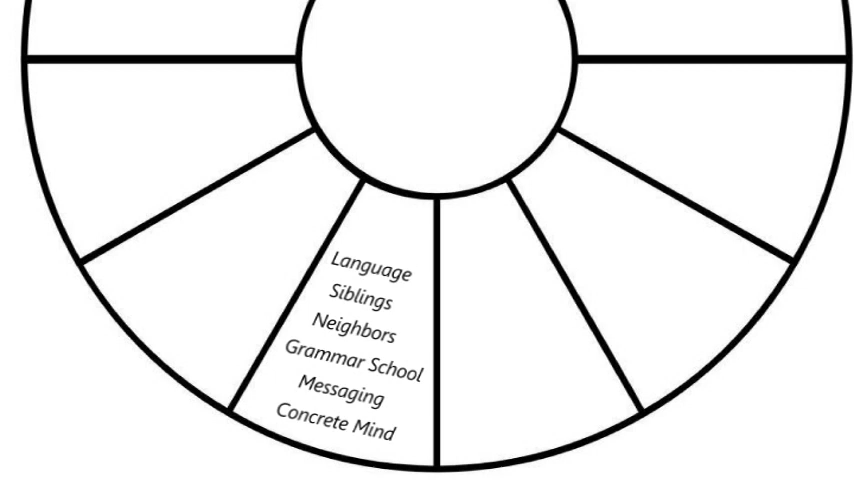 Language
Siblings
Neighbors
Grammar School
Messaging
Concrete Mind